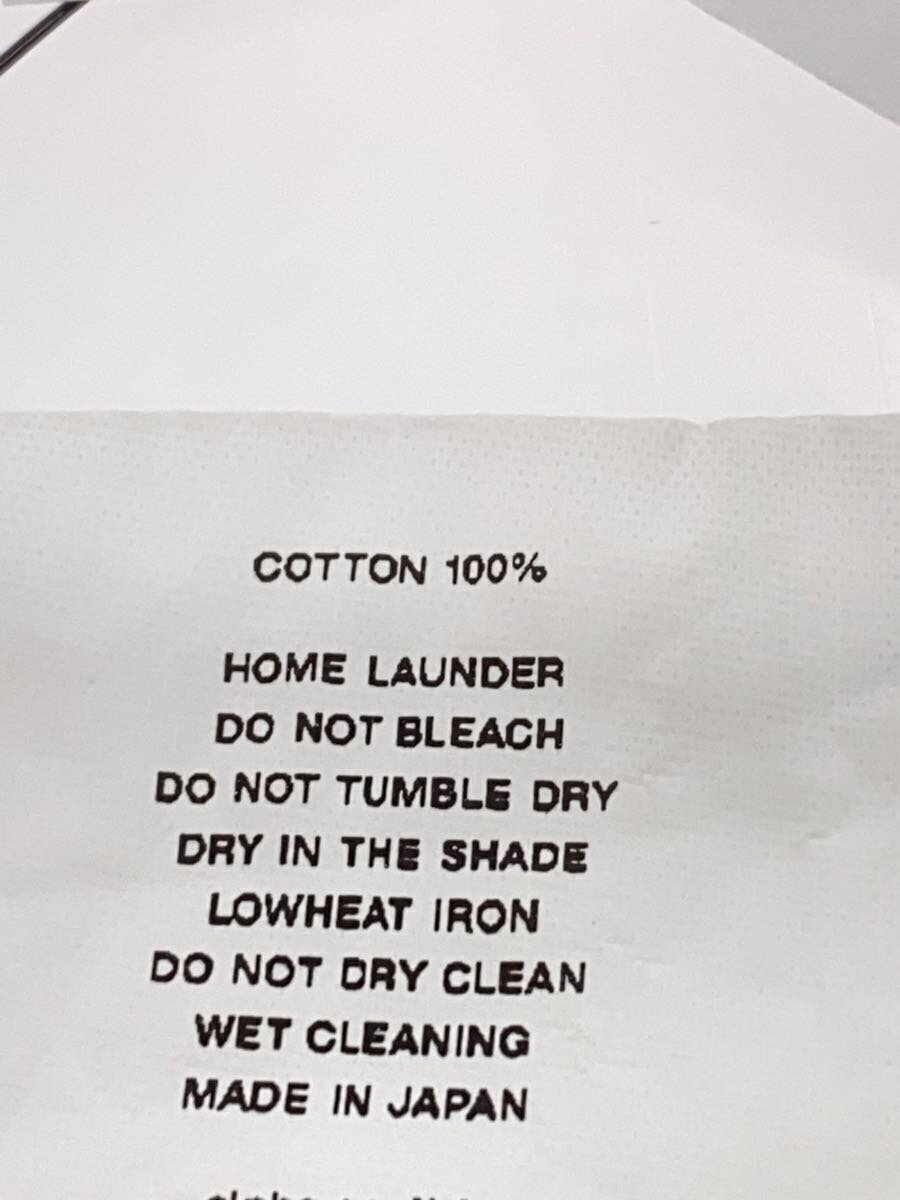 COTTON 100%
HOME LAUNDER
DO NOT BLEACH
DO NOT TUMBLE DRY
DRY IN THE SHADE
LOWHEAT IRON
DO NOT DRY CLEAN
WET CLEANING
MADE IN JAPAN